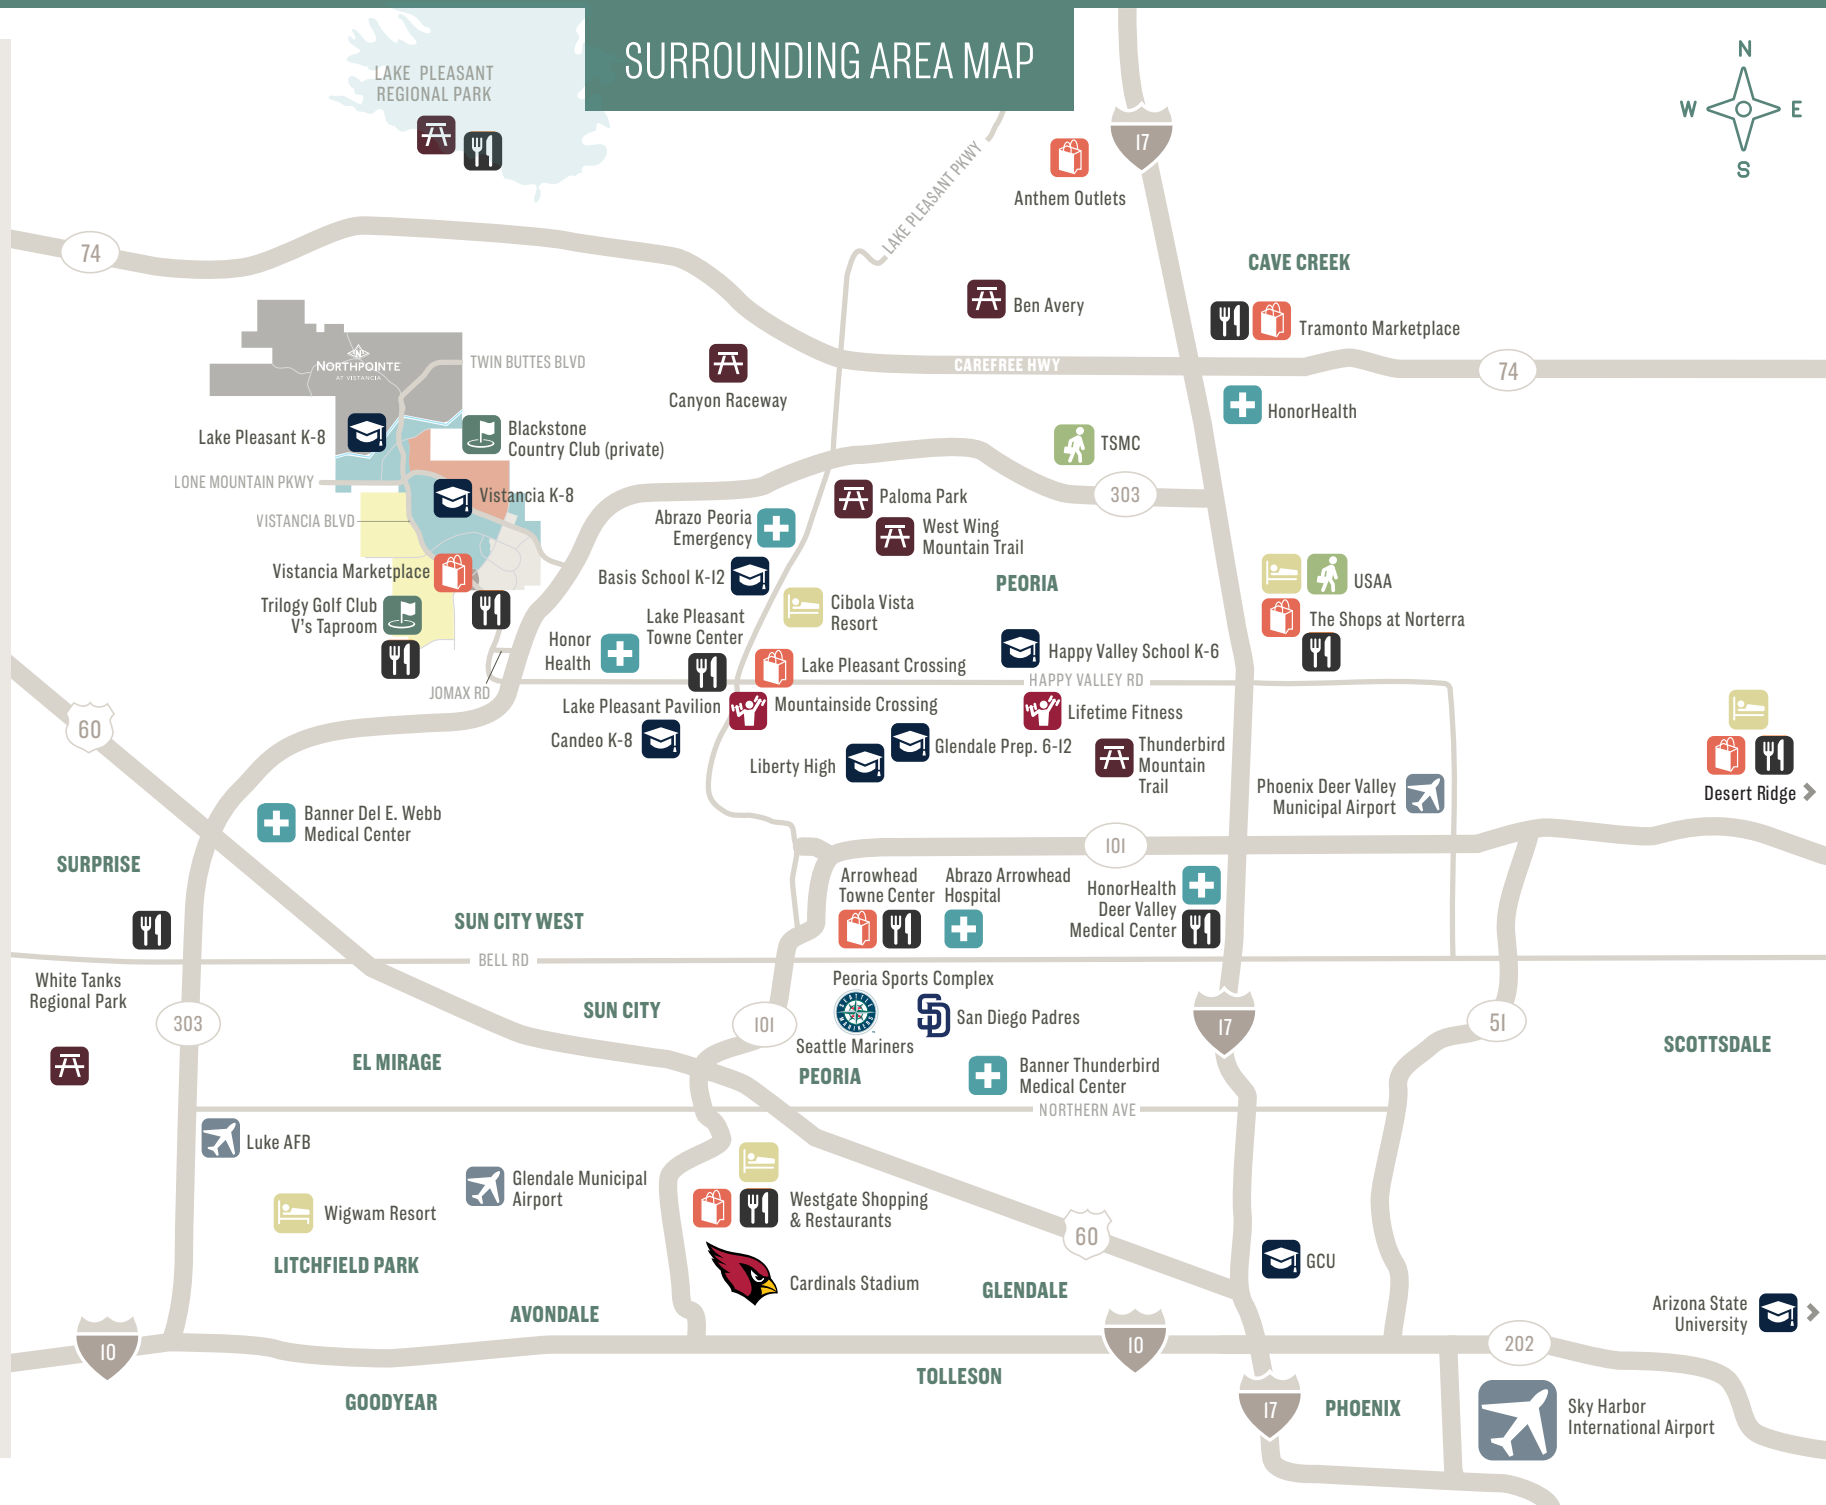 SURROUNDING AREA MAP
N
W
E
S
LAKE PLEASANT
REGIONAL PARK
17
LAKE PLEASANT PKWY
Anthem Outlets
74
CAVE CREEK
Ben Avery
Tramonto Marketplace
NORTHPOINTE
AT VISTANCIA
TWIN BUTTES BLVD
CAREFREE HWY
74
Canyon Raceway
HonorHealth
Lake Pleasant K-8
Blackstone
Country Club (private)
TSMC
LONE MOUNTAIN PKWY
Vistancia K-8
303
Paloma Park
VISTANCIA BLVD
Abrazo Peoria
Emergency
West Wing
Mountain Trail
Vistancia Marketplace
Basis School K-12
PEORIA
USAA
Trilogy Golf Club
V's Taproom
Lake Pleasant
Towne Center
Cibola Vista
Resort
The Shops at Norterra
Honor
Health
Lake Pleasant Crossing
Happy Valley School K-6
HAPPY VALLEY RD
JOMAX RD
Lake Pleasant Pavilion
Mountainside Crossing
Lifetime Fitness
60
Candeo K-8
Liberty High
Glendale Prep. 6-12
Thunderbird
Mountain
Trail
Phoenix Deer Valley
Municipal Airport
Desert Ridge
Banner Del E. Webb
Medical Center
101
SURPRISE
Arrowhead
Towne Center
Abrazo Arrowhead
Hospital
HonorHealth
Deer Valley
Medical Center
SUN CITY WEST
BELL RD
White Tanks
Regional Park
Peoria Sports Complex
303
SUN CITY
101
SEATTLE
MARINERS
SD
San Diego Padres
17
51
Seattle Mariners
SCOTTSDALE
EL MIRAGE
PEORIA
Banner Thunderbird
Medical Center
NORTHERN AVE
Luke AFB
Glendale Municipal
Airport
Wigwam Resort
Westgate Shopping
& Restaurants
60
LITCHFIELD PARK
GCU
Cardinals Stadium
GLENDALE
AVONDALE
Arizona State
University
10
10
202
TOLLESON
GOODYEAR
17
PHOENIX
Sky Harbor
International Airport